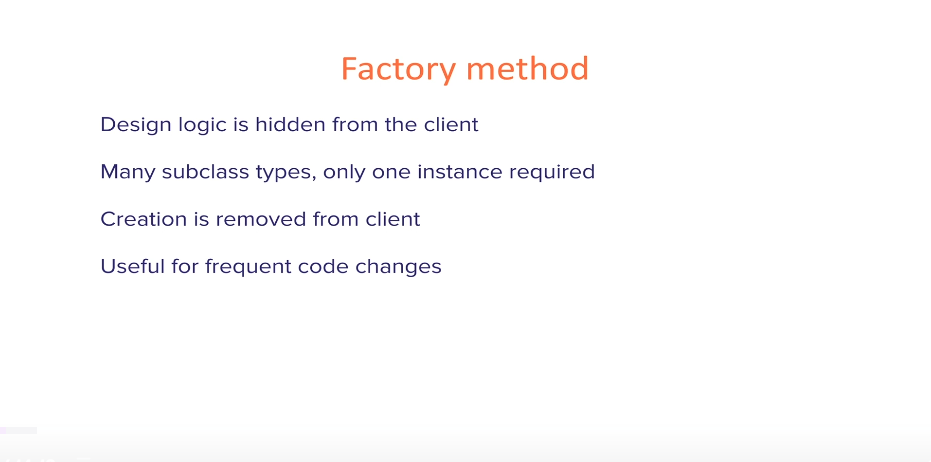 Factory method
Design logic is hidden from the client
Many subclass types, only one instance required
Creation is removed from client
Useful for frequent code changes